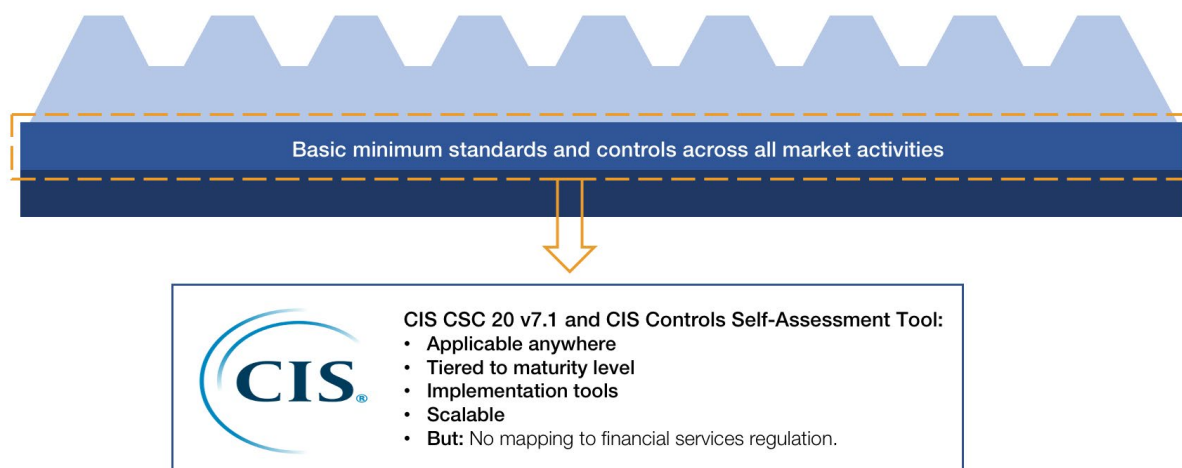 Basic minimum standards and controls across all market activities
CIS®
CIS CSC 20 v7.1 and CIS Controls Self-Assessment Tool:
• Applicable anywhere
• Tiered to maturity level
• Implementation tools
• Scalable
• But: No mapping to financial services regulation.